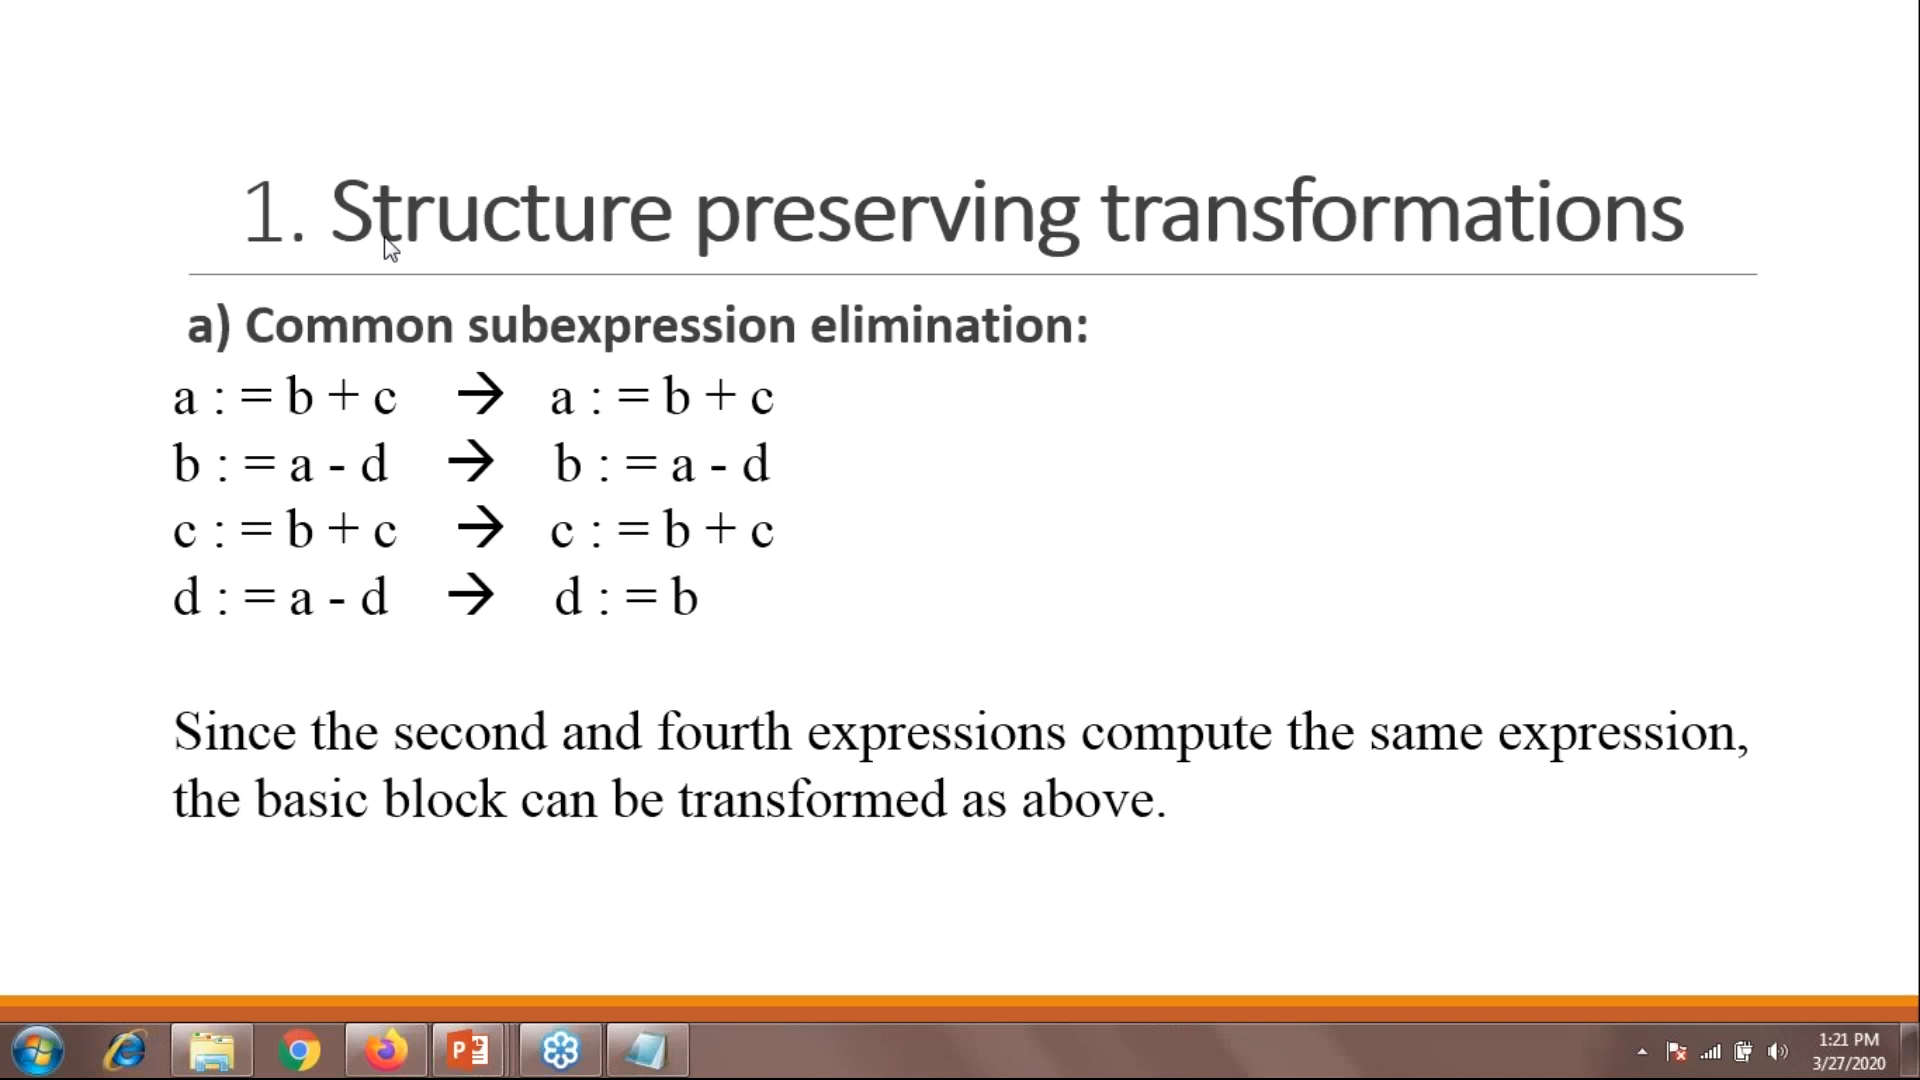 1. Structure preserving transformations
a) Common subexpression elimination:
a : = b + c → a : = b + c
b : = a - d → b : = a - d
c : = b + c → c : = b + c
d : = a - d → d : = b
Since the second and fourth expressions compute the same expression,
the basic block can be transformed as above.
1:21 PM
3/27/2020